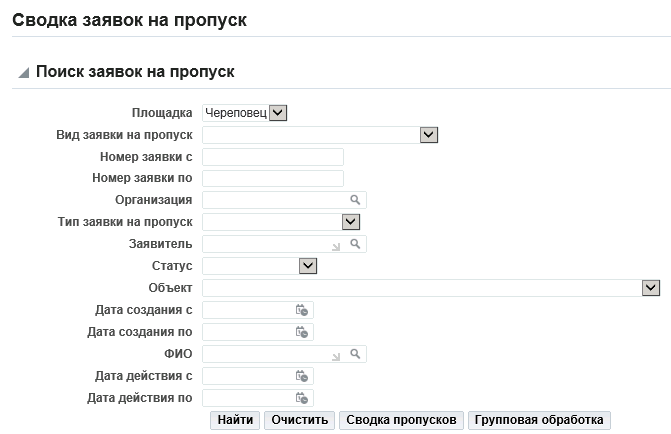 Сводка заявок на пропуск
Поиск заявок на пропуск
Площадка Череповец
Вид заявки на пропуск
Номер заявки с
Номер заявки по
Организация
Тип заявки на пропуск
Заявитель
Статус
Объект
Дата создания с
Дата создания по
ФИО
Дата действия с
Дата действия по
Найти Очистить Сводка пропусков Групповая обработка